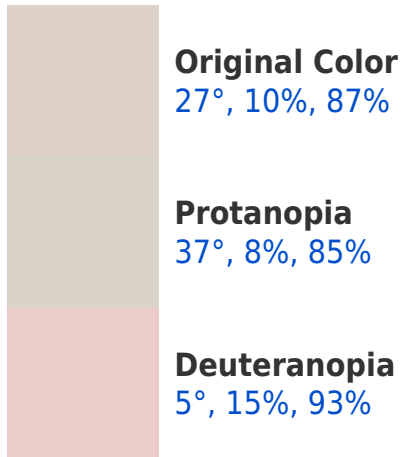 Original Color
27°, 10%, 87%
Protanopia
37°, 8%, 85%
Deuteranopia
5°, 15%, 93%